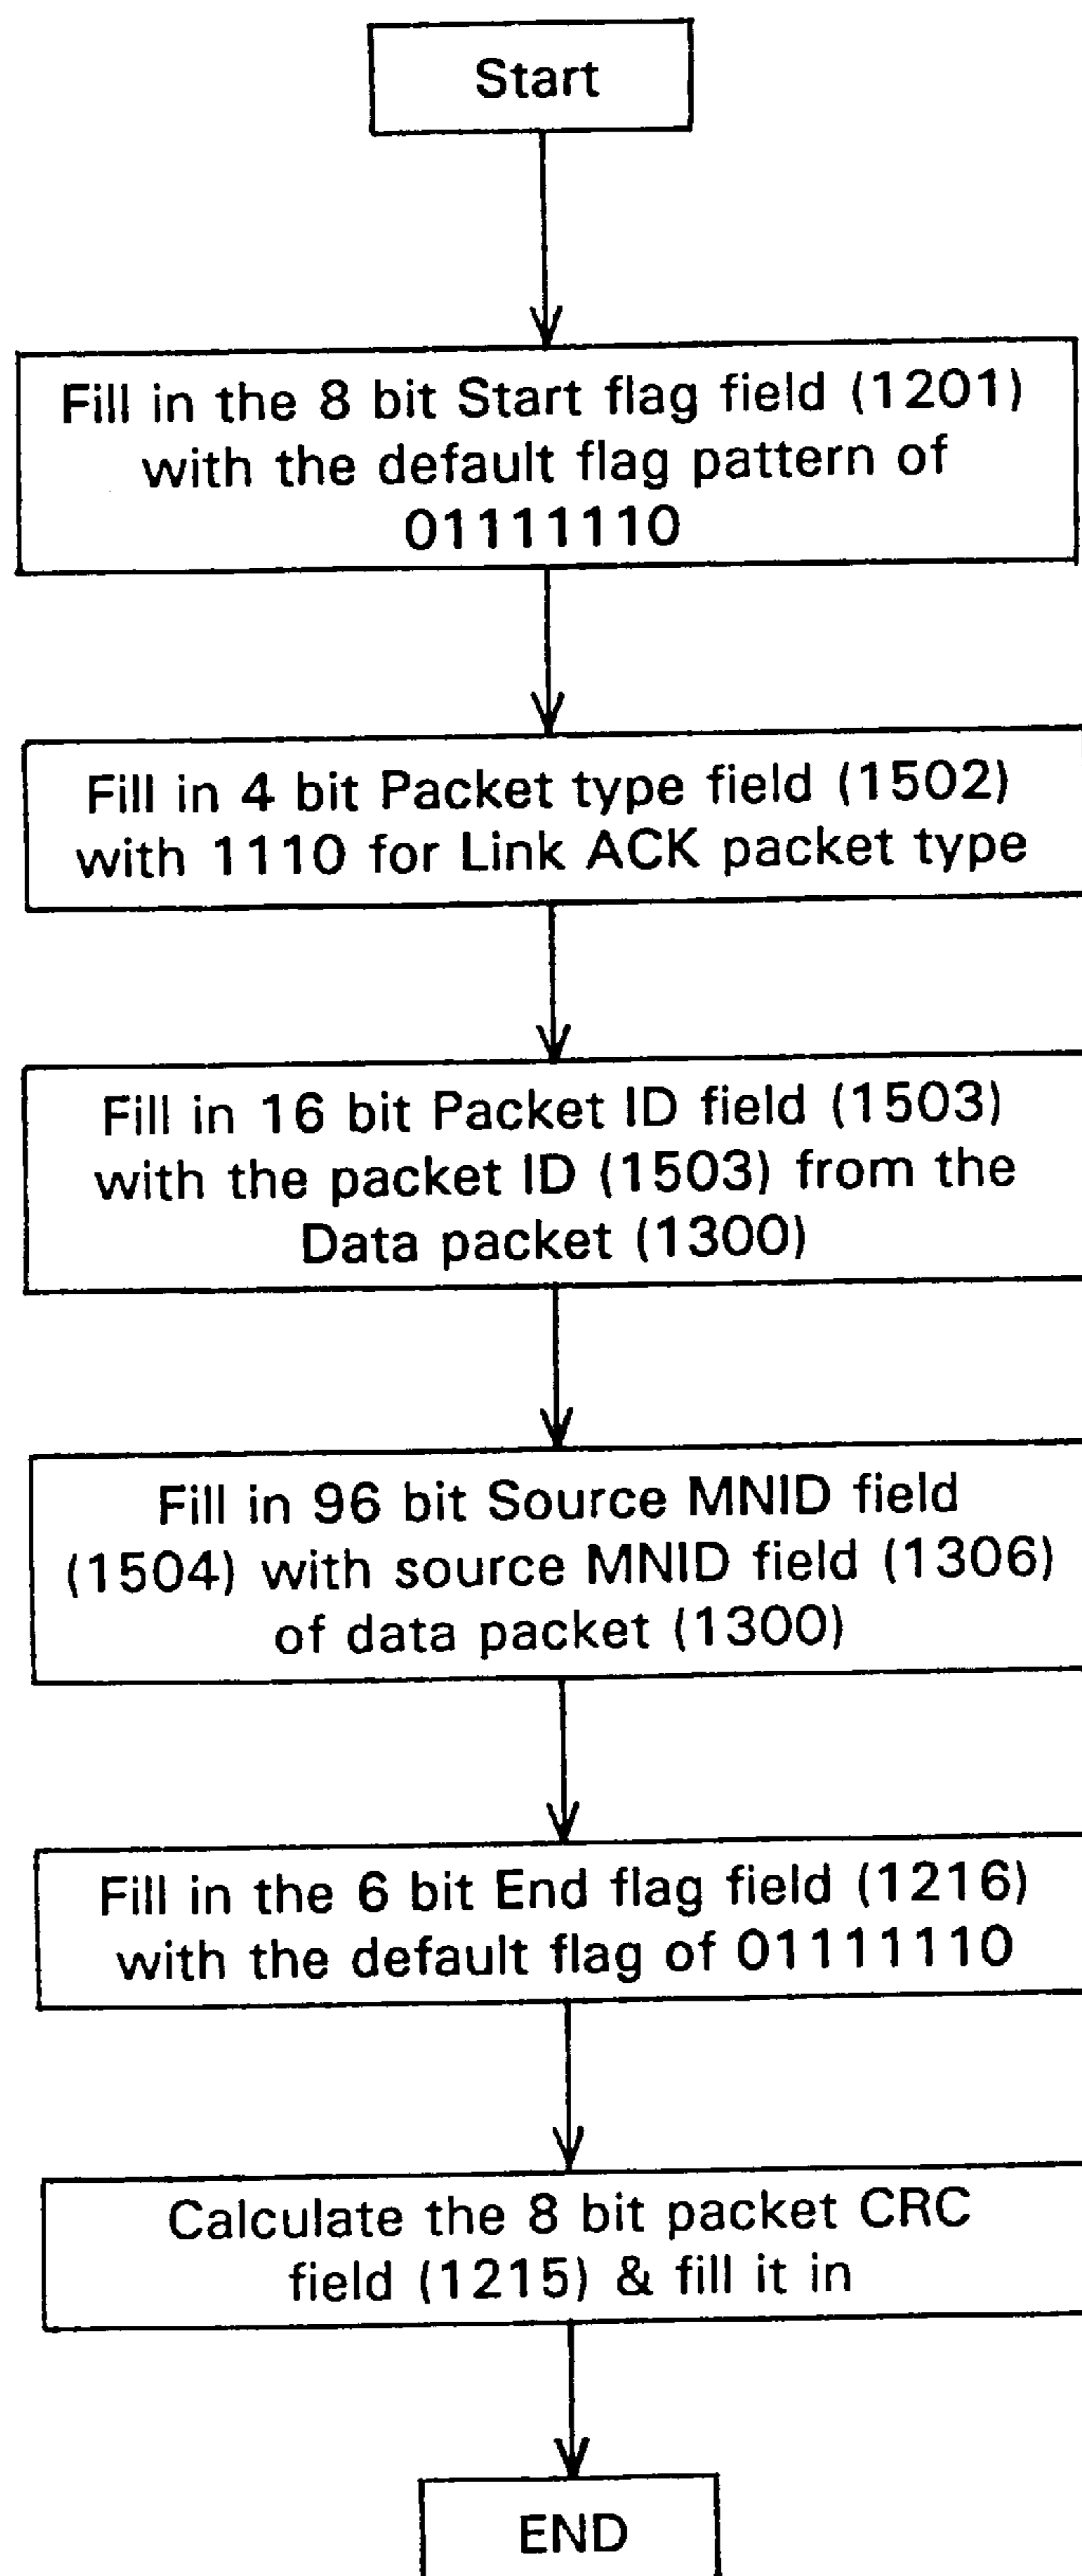 Start
Fill in the 8 bit Start flag field (1201)
with the default flag pattern of
01111110
Fill in 4 bit Packet type field (1502)
with 1110 for Link ACK packet type
Fill in 16 bit Packet ID field (1503)
with the packet ID (1503) from the
Data packet (1300)
Fill in 96 bit Source MNID field
(1504) with source MNID field (1306)
of data packet (1300)
Fill in the 6 bit End flag field (1216)
with the default flag of 01111110
Calculate the 8 bit packet CRC
field (1215) & fill it in
END